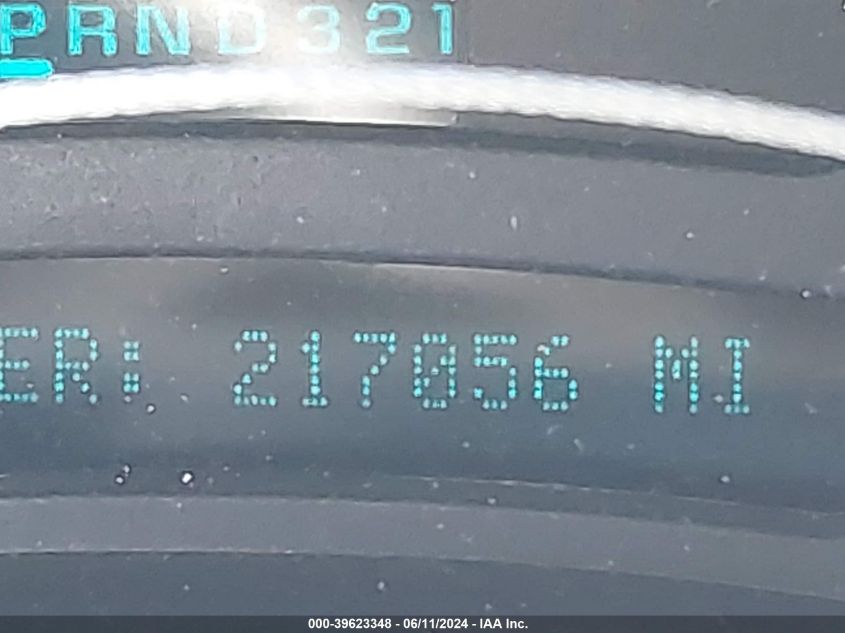 PRND321
ER: 217056 MI
000-39623348 - 06/11/2024 - IAA Inc.